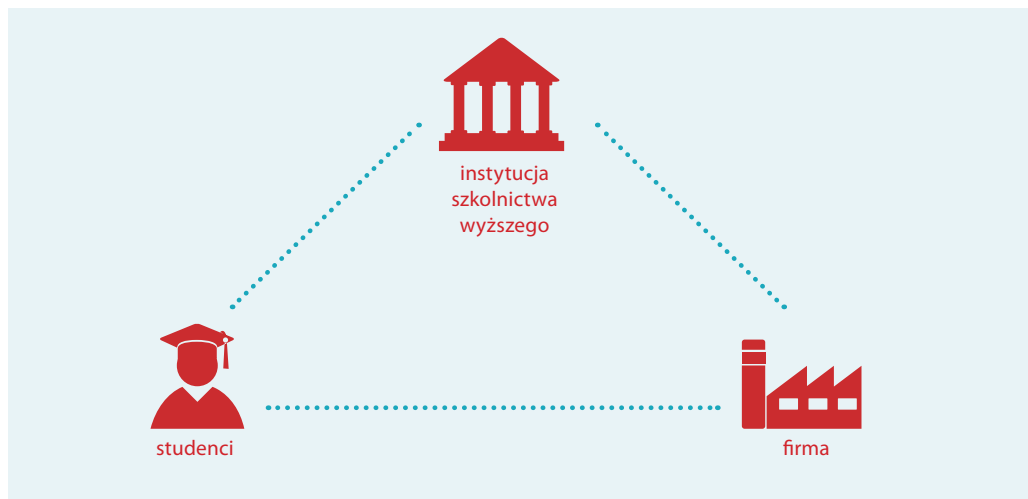 instytucja
szkolnictwa
wyższego
studenci
firma